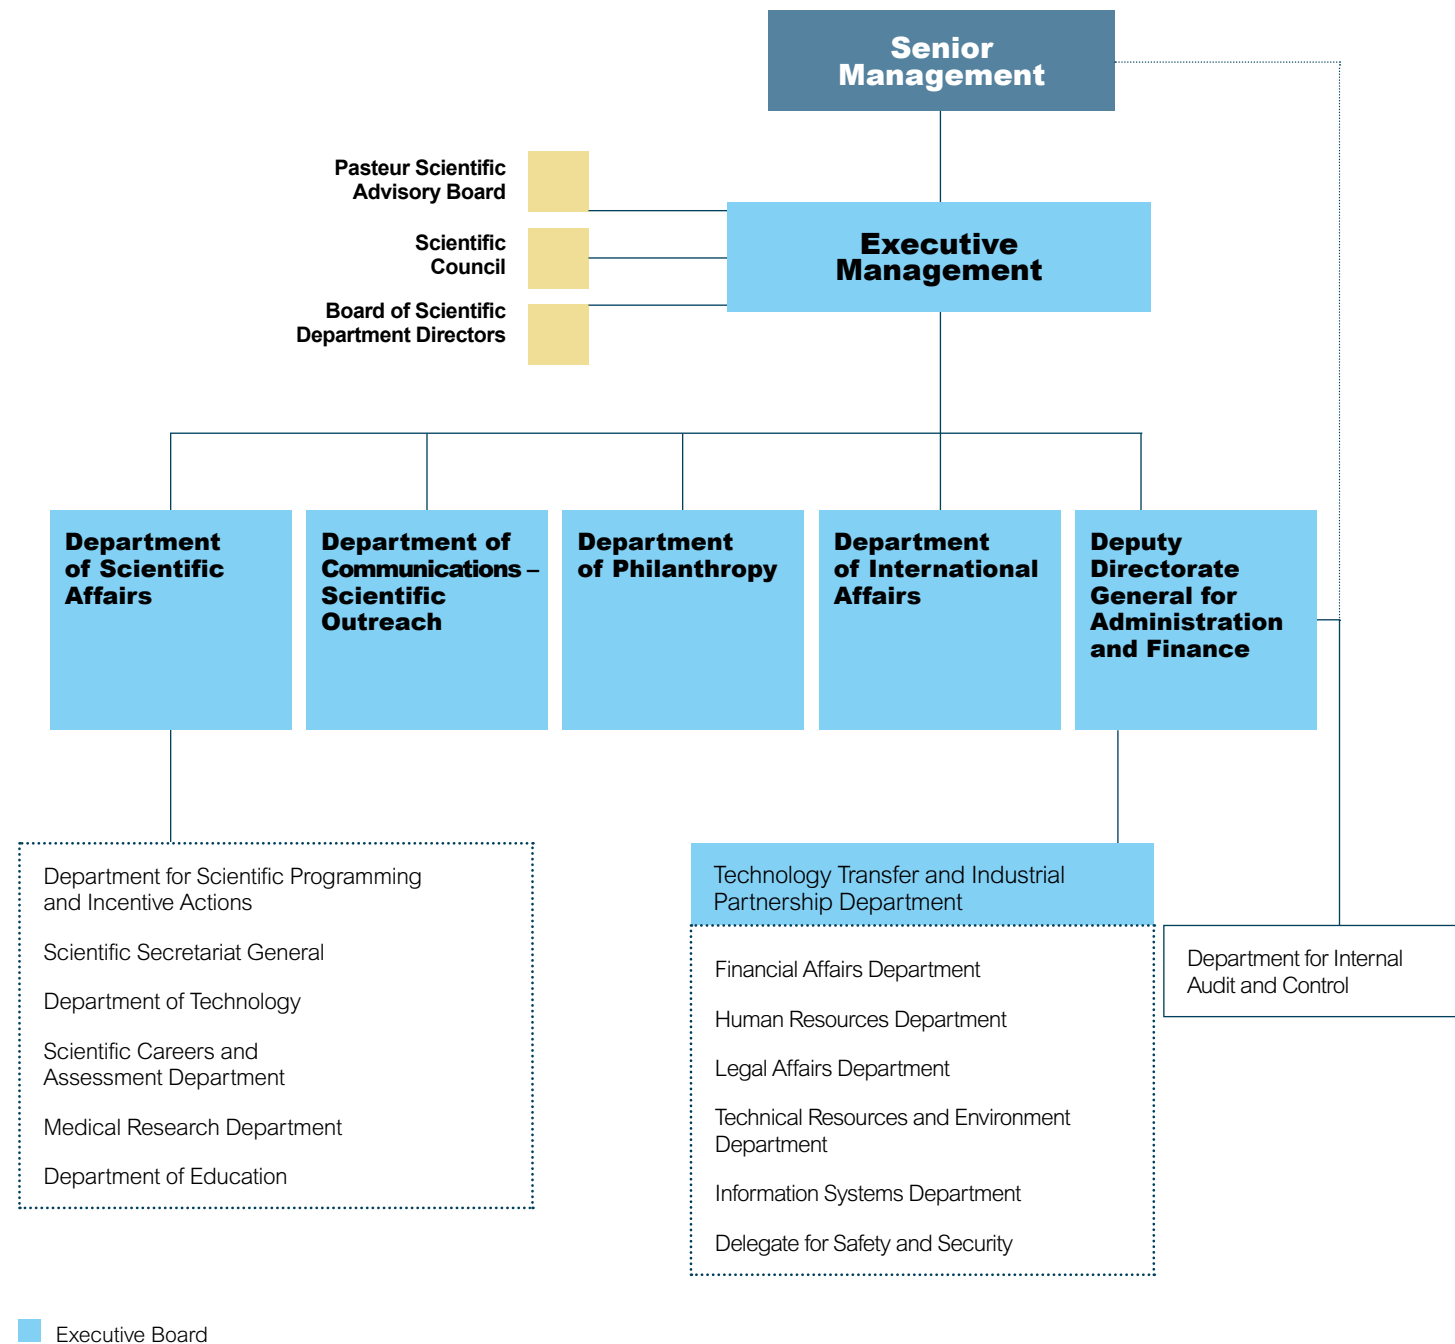 Senior
Management
Pasteur Scientific
Advisory Board
Scientific
Council
Board of Scientific
Department Directors
Executive
Management
Department
of Scientific
Affairs
Department of
Communications –
Scientific
Outreach
Department
of Philanthropy
Department
of International
Affairs
Deputy
Directorate
General for
Administration
and Finance
Department for Scientific Programming
and Incentive Actions
Scientific Secretariat General
Department of Technology
Scientific Careers and
Assessment Department
Medical Research Department
Department of Education
Technology Transfer and Industrial
Partnership Department
Financial Affairs Department
Human Resources Department
Legal Affairs Department
Technical Resources and Environment
Department
Information Systems Department
Delegate for Safety and Security
Department for Internal
Audit and Control
Executive Board